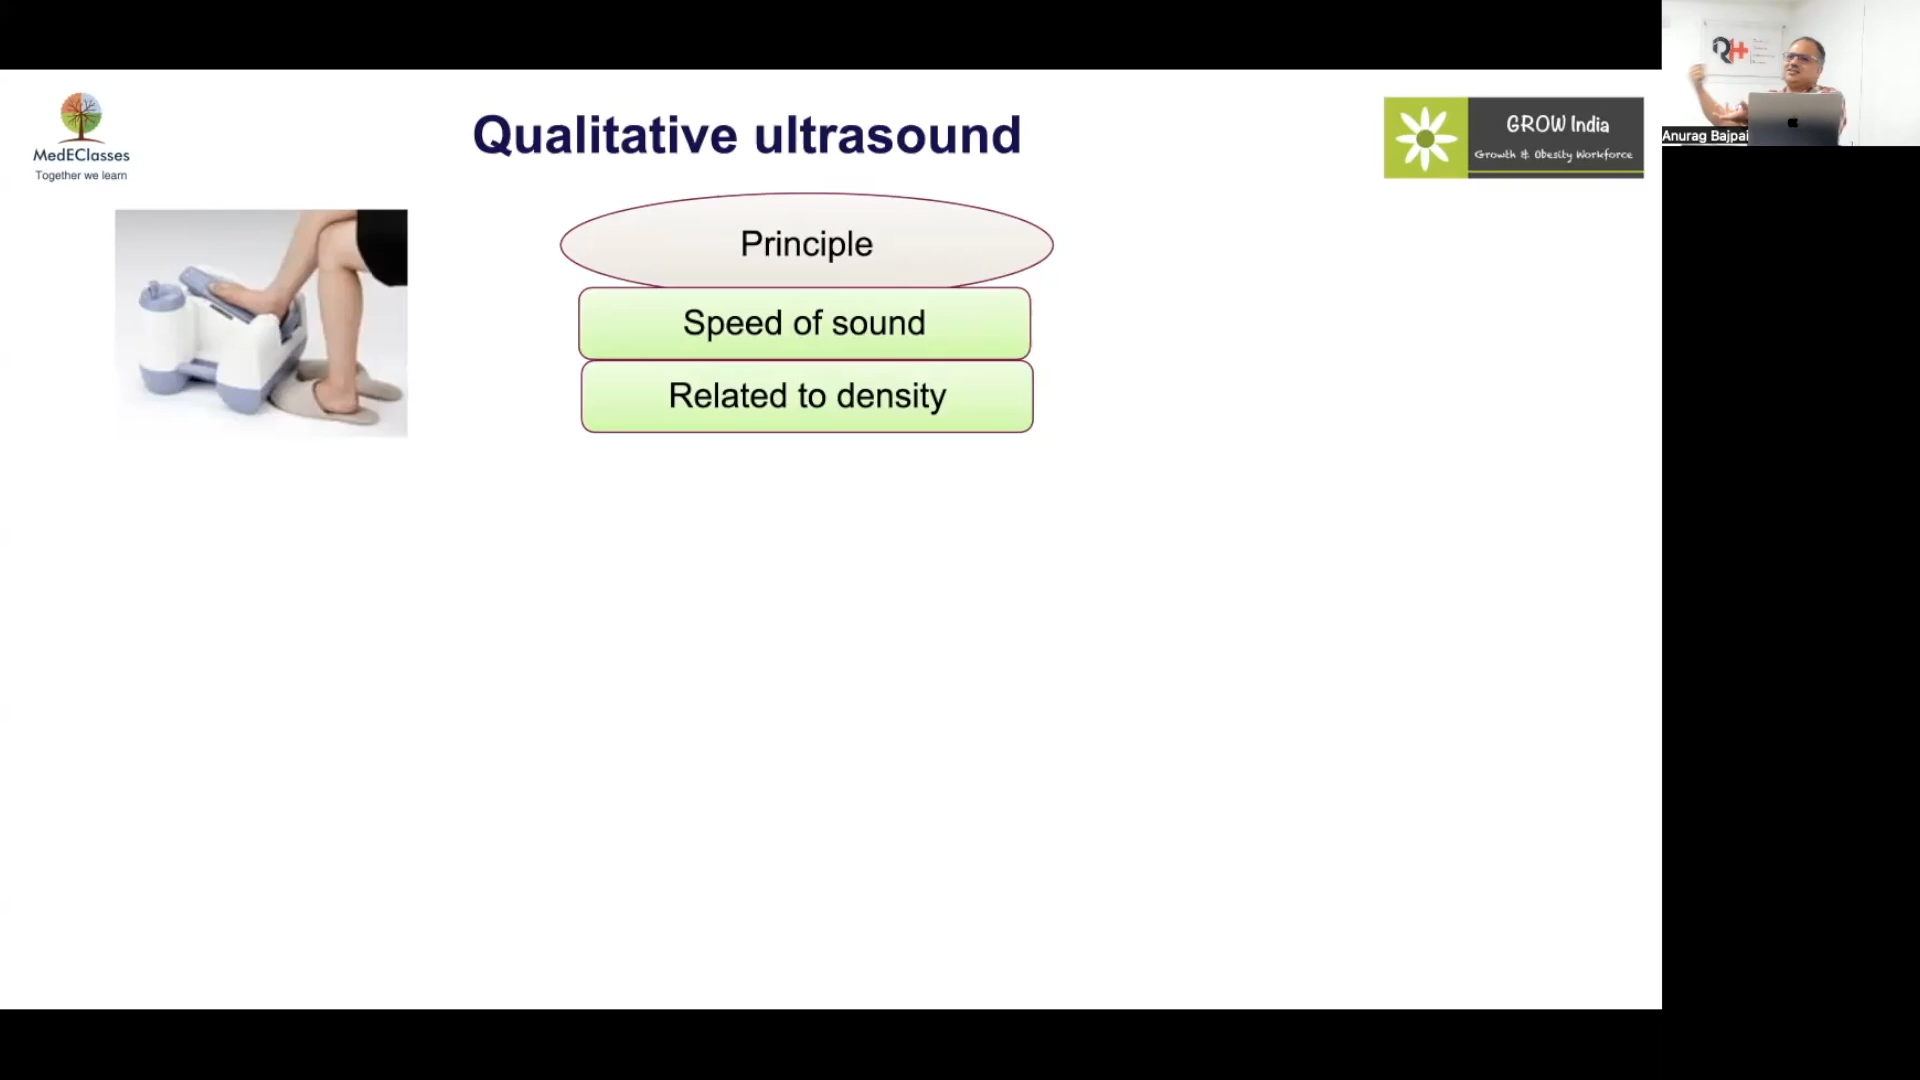 MedEClasses
Together we learn
Qualitative ultrasound
GROW India
Growth & Obesity Workforce
Anurag Bajpai
Principle
Speed of sound
Related to density